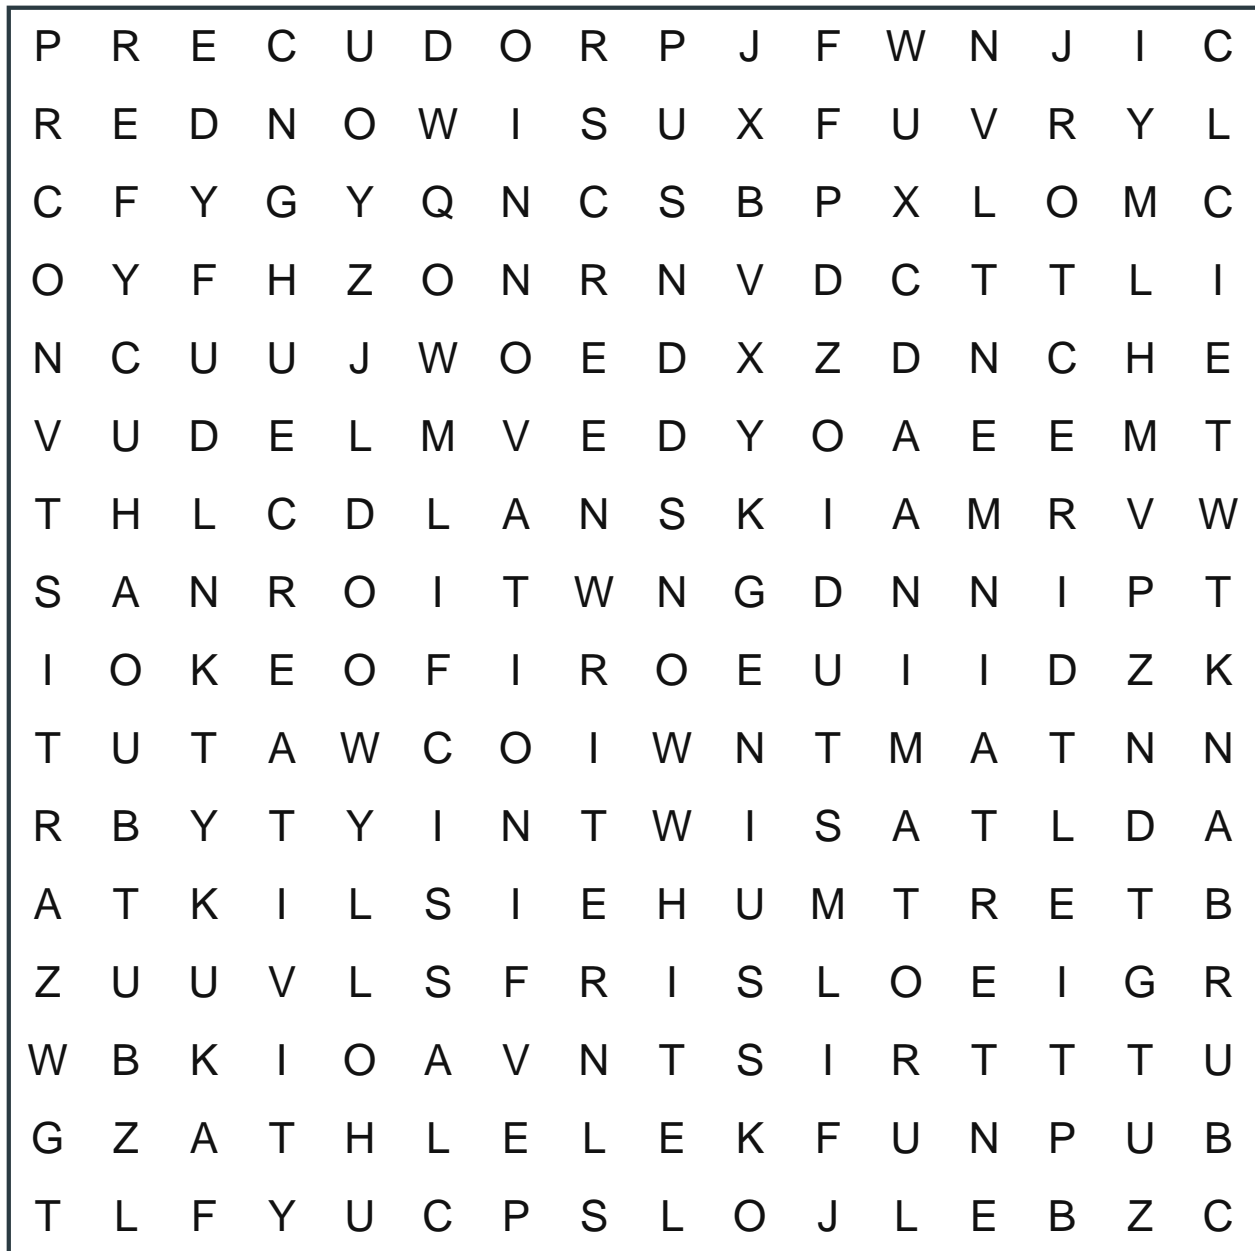 P R E C U D O R P J F W N J I C
R E D N O W I S U X F U V R Y L
C F Y G Y Q N C S B P X L O M C
O Y F H Z O N R N V D C T T L I
N C U U J W O E D X Z D N C H E
V U D E L M V E D Y O A E E M T
T H L C D L A N S K I A M R V W
S A N R O I T W N G D N N I P T
I O K E O F I R O E U I I D Z K
T U T A W C O I W N T M A T N N
R B Y T Y I N T W I S A T L D A
A T K I L S I E H U M T R E T B
Z U U V L S F R I S L O E I G R
W B K I O A V N T S I R T T T U
G Z A T H L E L E K F U N P U B
T L F Y U C P S L O J L E B Z C